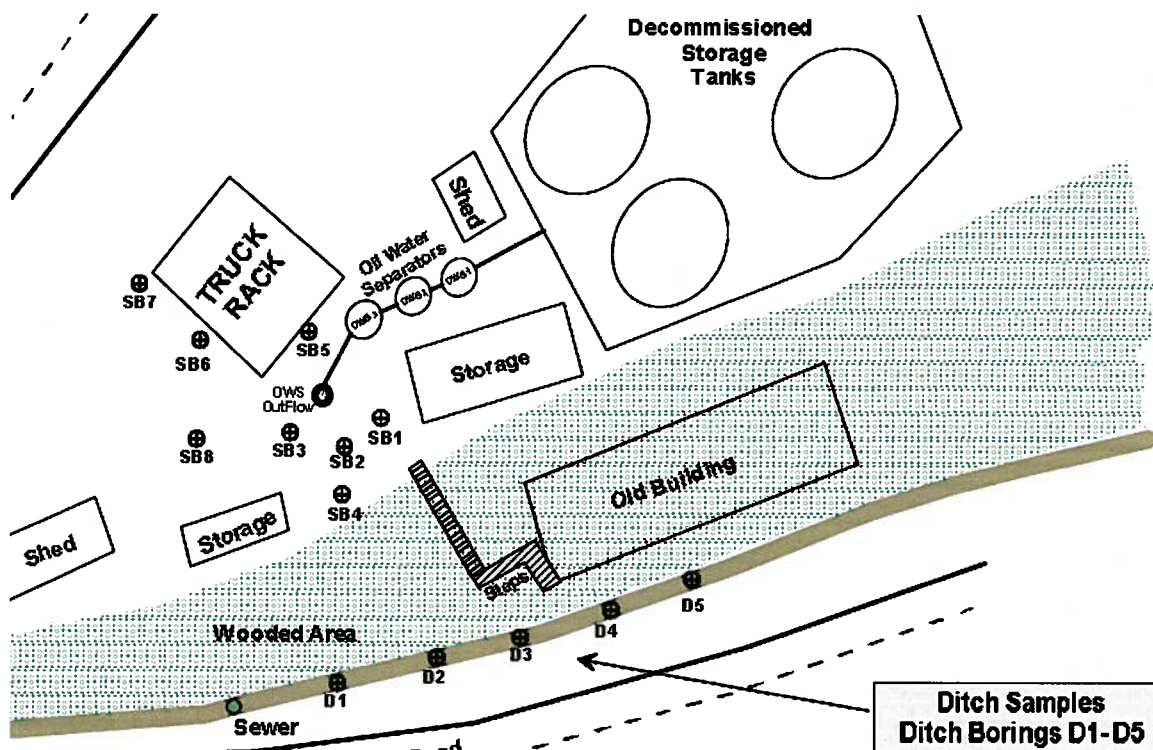 Decommissioned
Storage
Tanks
Shed
Oil Water
Separators
TRUCK
RACK
SB7
SB6
SB5
OWS
OutFlow
Storage
SB1
SB3
SB2
SB8
SB4
Old Building
Storage
Shed
Steps
D5
D4
D3
D2
D1
Wooded Area
Sewer
Ditch Samples
Ditch Borings D1-D5